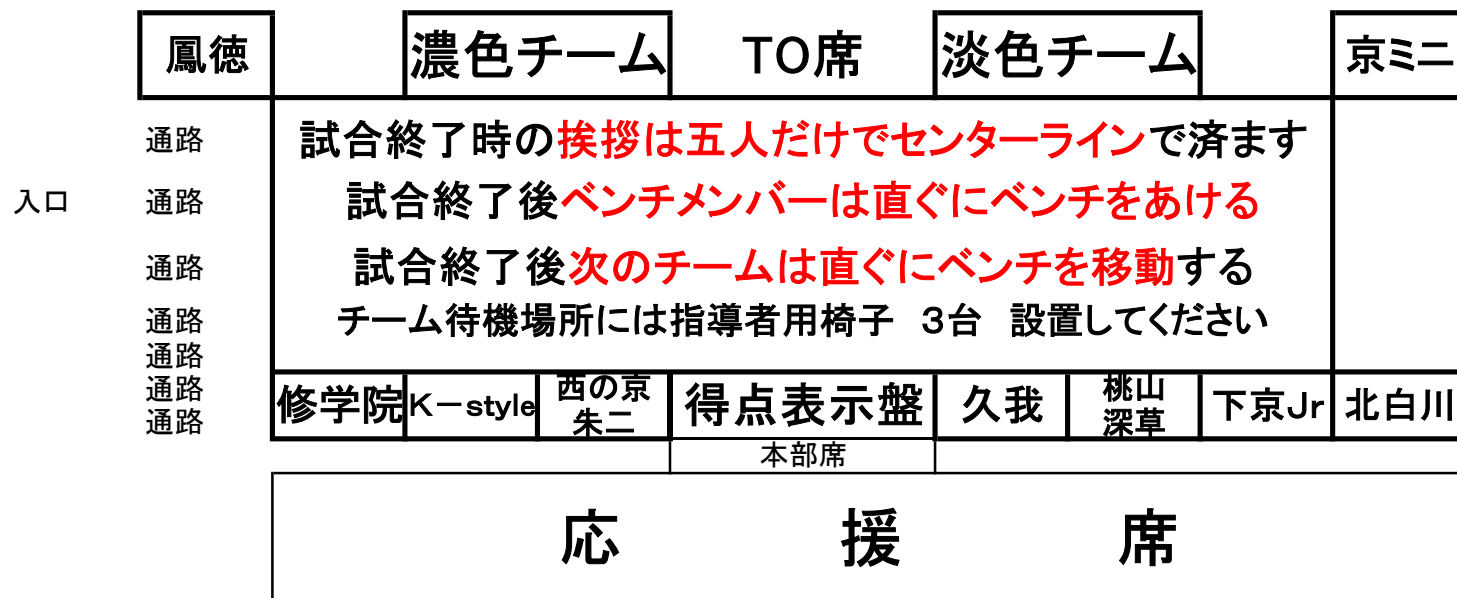 鳳徳 濃色チーム TO席 淡色チーム 京ミニ
通路 試合終了時の挨拶は五人だけでセンターラインで済ます
入口 通路 試合終了後ベンチメンバーは直ぐにベンチをあける
通路 試合終了後次のチームは直ぐにベンチを移動する
通路 チーム待機場所には指導者用椅子 3台 設置してください
通路
通路 修学院 K-style 西の京 得点表示盤 久我 桃山 下京Jr 北白川
通路 朱二 深草
本部席
応 援 席